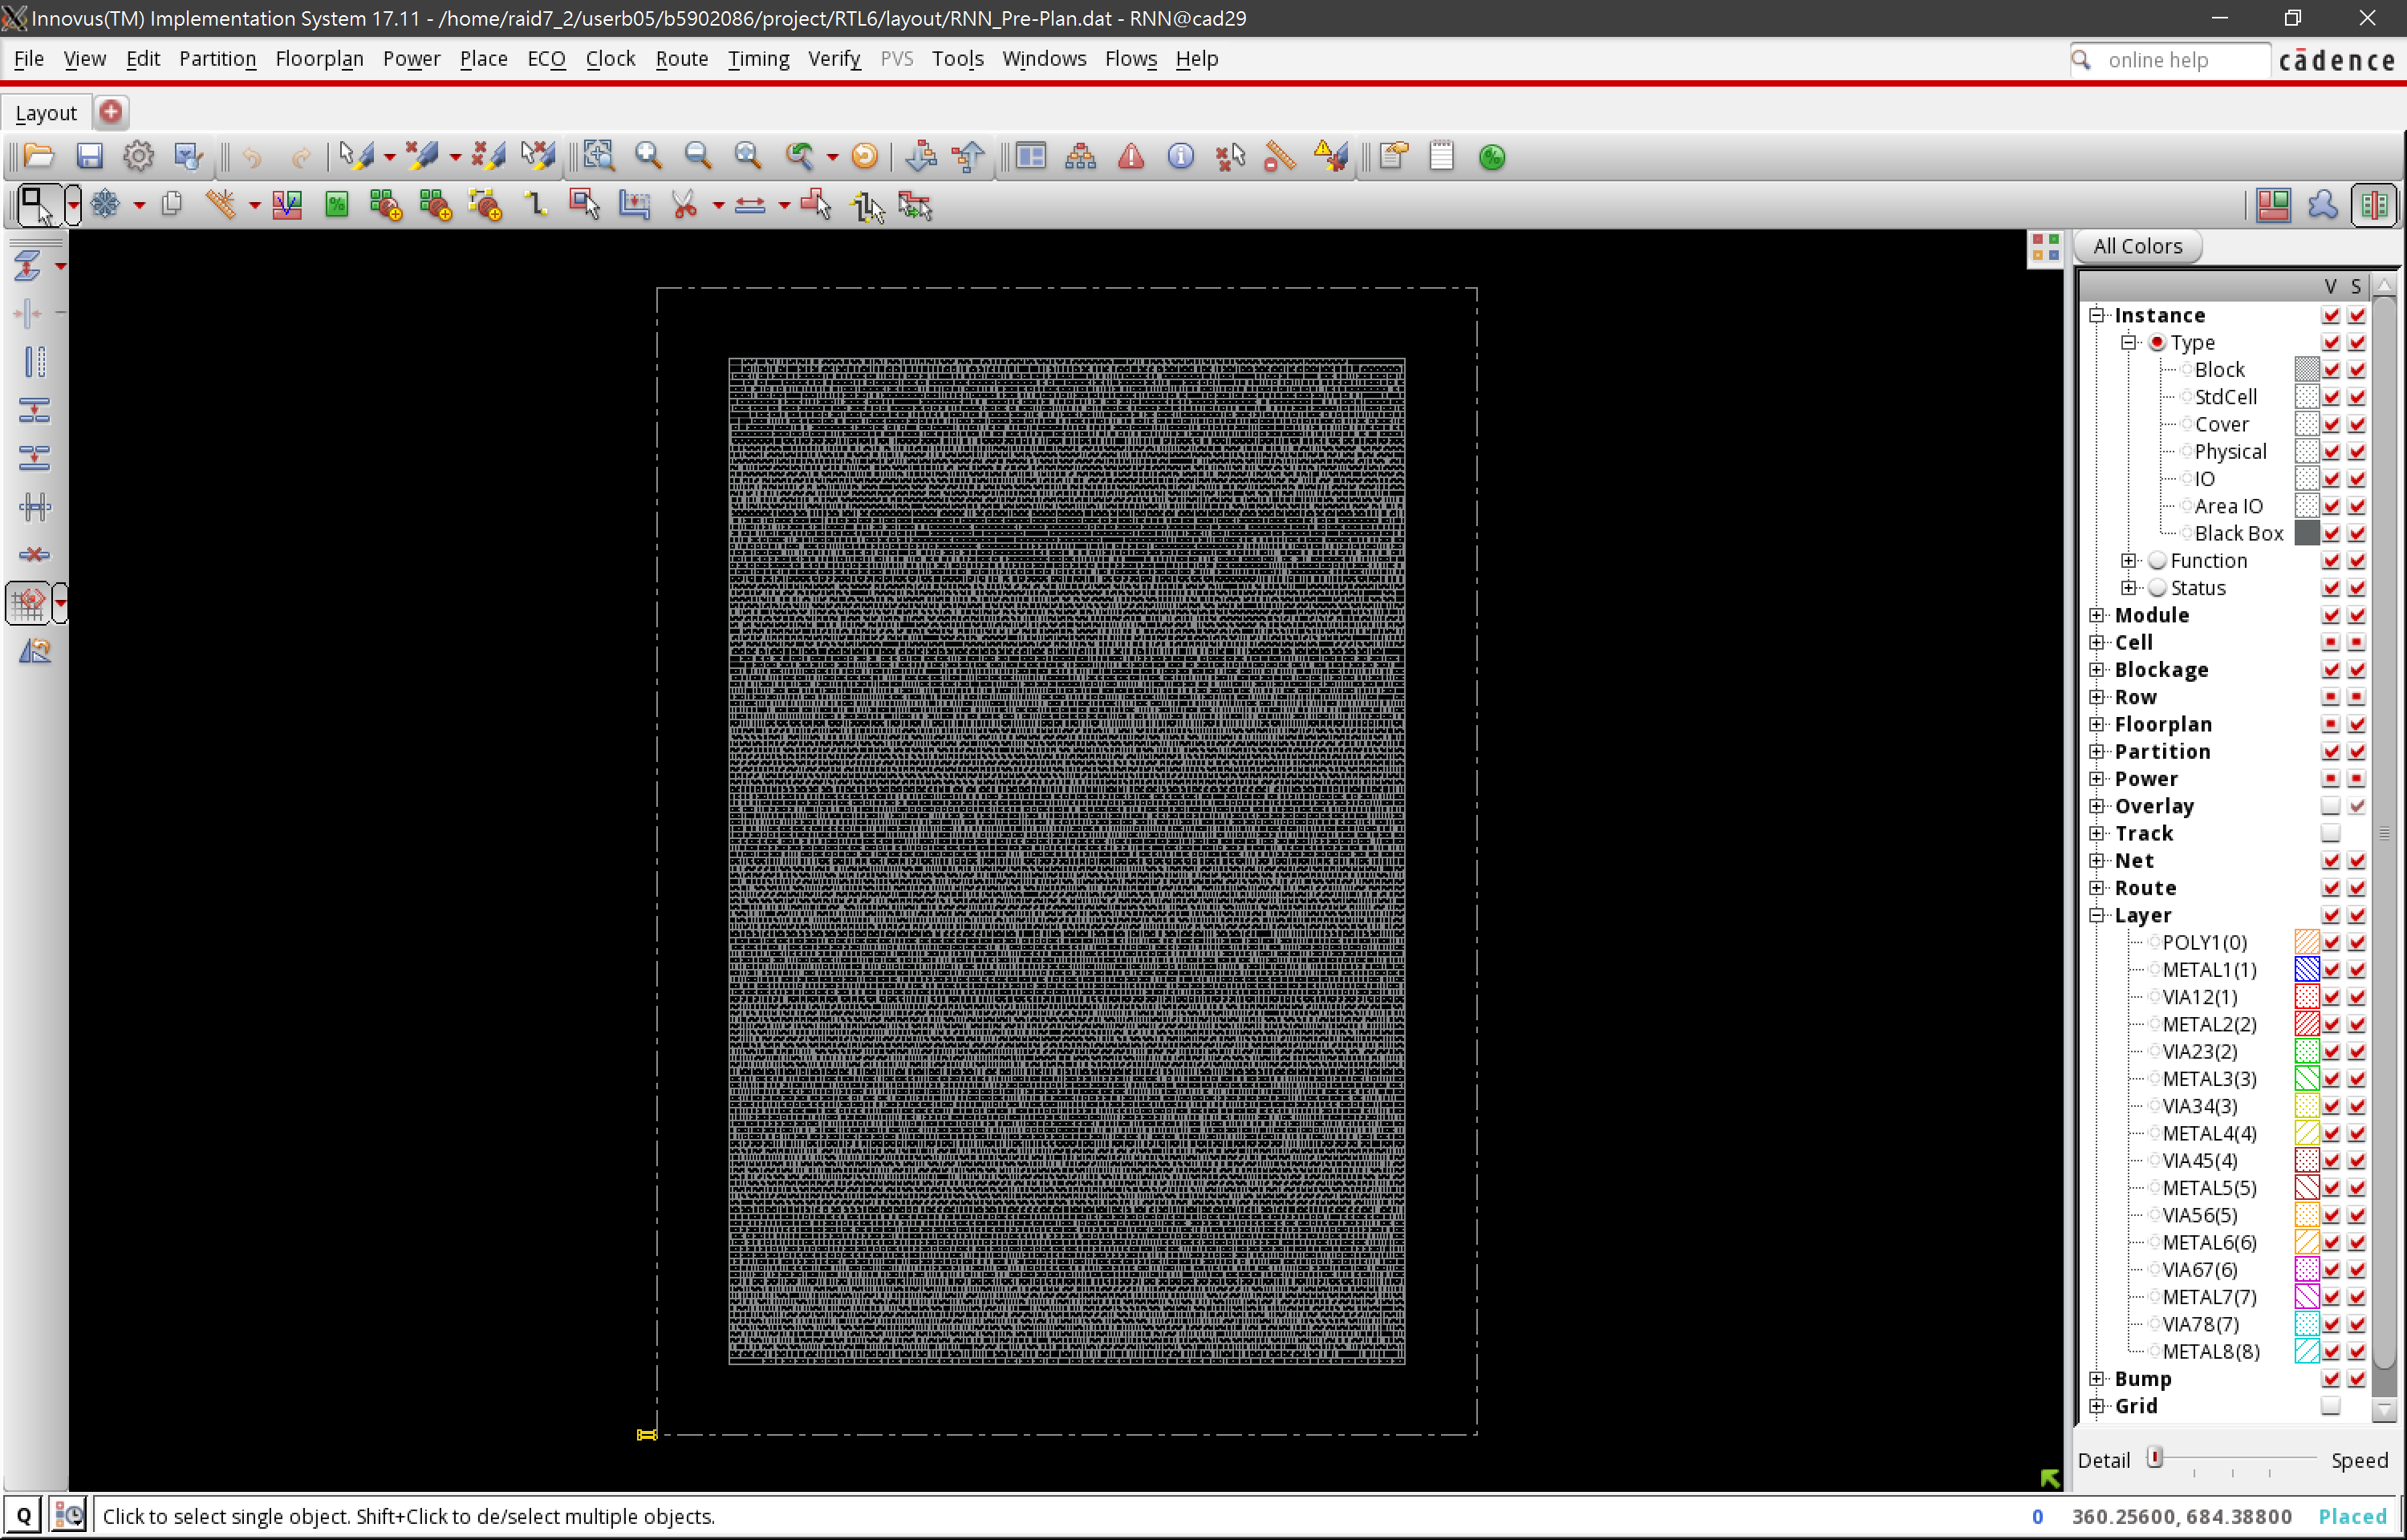 Innovus(TM) Implementation System 17.11 - /home/raid7_2/userb05/b5902086/project/RTL6/layout/RNN_Pre-Plan.dat - RNN@cad29
File View Edit Partition Floorplan Power Place ECO Clock Route Timing Verify PVS Tools Windows Flows Help
online help
cādence
Layout
All Colors
V S
Instance
Type
Block
StdCell
Cover
Physical
IO
Area IO
Black Box
Function
Status
Module
Cell
Blockage
Row
Floorplan
Partition
Power
Overlay
Track
Net
Route
Layer
POLY1(0)
METAL1(1)
VIA12(1)
METAL2(2)
VIA23(2)
METAL3(3)
VIA34(3)
METAL4(4)
VIA45(4)
METAL5(5)
VIA56(5)
METAL6(6)
VIA67(6)
METAL7(7)
VIA78(7)
METAL8(8)
Bump
Grid
Detail Speed
Q Click to select single object. Shift+Click to de/select multiple objects. 0 360.25600, 684.38800 Placed